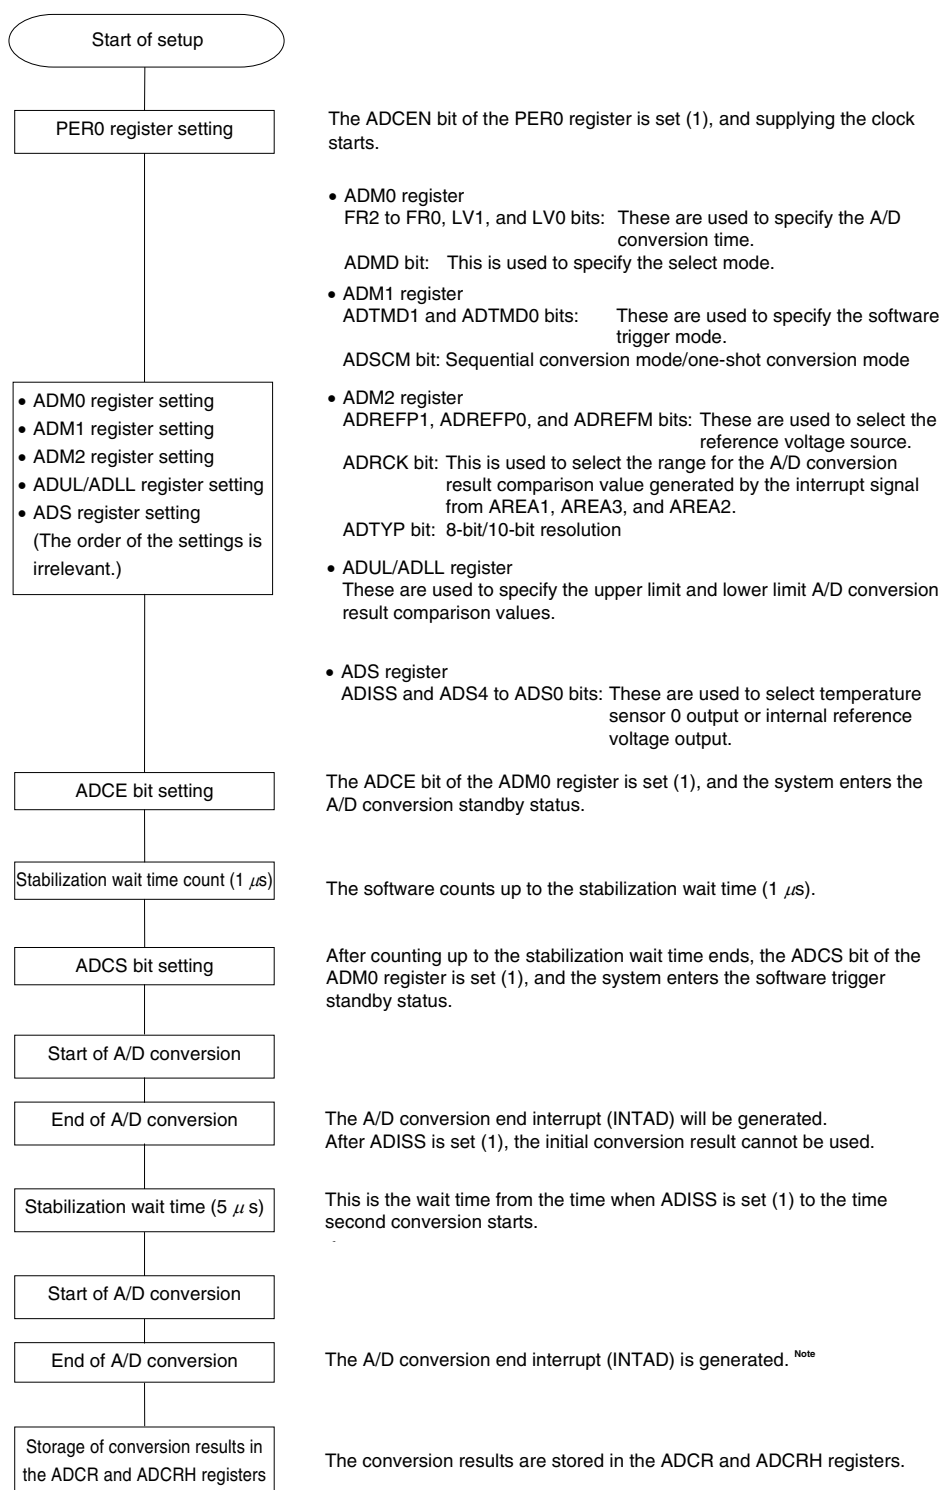 Start of setup
PER0 register setting
The ADCEN bit of the PER0 register is set (1), and supplying the clock
starts.
• ADM0 register
FR2 to FR0, LV1, and LV0 bits: These are used to specify the A/D
conversion time.
ADMD bit: This is used to specify the select mode.
• ADM1 register
ADTMD1 and ADTMD0 bits: These are used to specify the software
trigger mode.
ADSCM bit: Sequential conversion mode/one-shot conversion mode
• ADM0 register setting
• ADM1 register setting
• ADM2 register setting
• ADUL/ADLL register setting
• ADS register setting
(The order of the settings is
irrelevant.)
• ADM2 register
ADREFP1, ADREFP0, and ADREFM bits: These are used to select the
reference voltage source.
ADRCK bit: This is used to select the range for the A/D conversion
result comparison value generated by the interrupt signal
from AREA1, AREA3, and AREA2.
ADTYP bit: 8-bit/10-bit resolution
• ADUL/ADLL register
These are used to specify the upper limit and lower limit A/D conversion
result comparison values.
• ADS register
ADISS and ADS4 to ADS0 bits: These are used to select temperature
sensor 0 output or internal reference
voltage output.
ADCE bit setting
The ADCE bit of the ADM0 register is set (1), and the system enters the
A/D conversion standby status.
Stabilization wait time count (1 μs)
The software counts up to the stabilization wait time (1 μs).
ADCS bit setting
After counting up to the stabilization wait time ends, the ADCS bit of the
ADM0 register is set (1), and the system enters the software trigger
standby status.
Start of A/D conversion
End of A/D conversion
The A/D conversion end interrupt (INTAD) will be generated.
After ADISS is set (1), the initial conversion result cannot be used.
Stabilization wait time (5 μ s)
This is the wait time from the time when ADISS is set (1) to the time
second conversion starts.
Start of A/D conversion
End of A/D conversion
The A/D conversion end interrupt (INTAD) is generated. Note
Storage of conversion results in
the ADCR and ADCRH registers
The conversion results are stored in the ADCR and ADCRH registers.